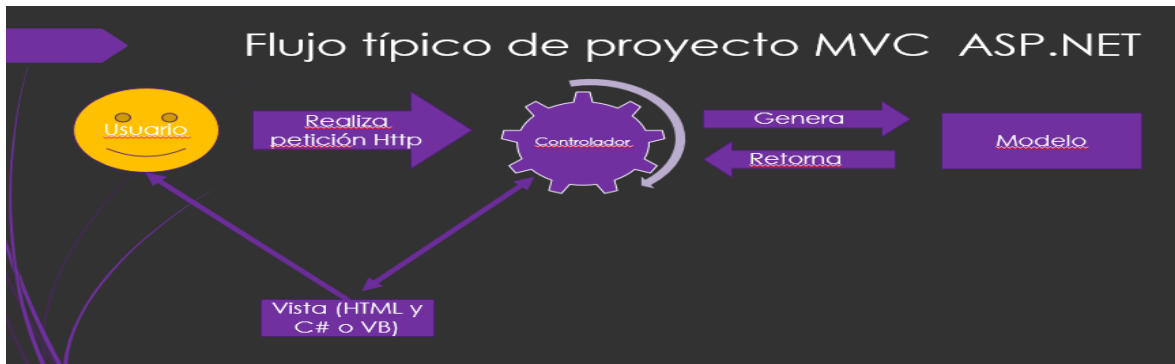 Flujo típico de proyecto MVC ASP.NET
Usuario
Realiza
petición Http
Controlador
Genera
Retorna
Modelo
Vista (HTML y
C# o VB)